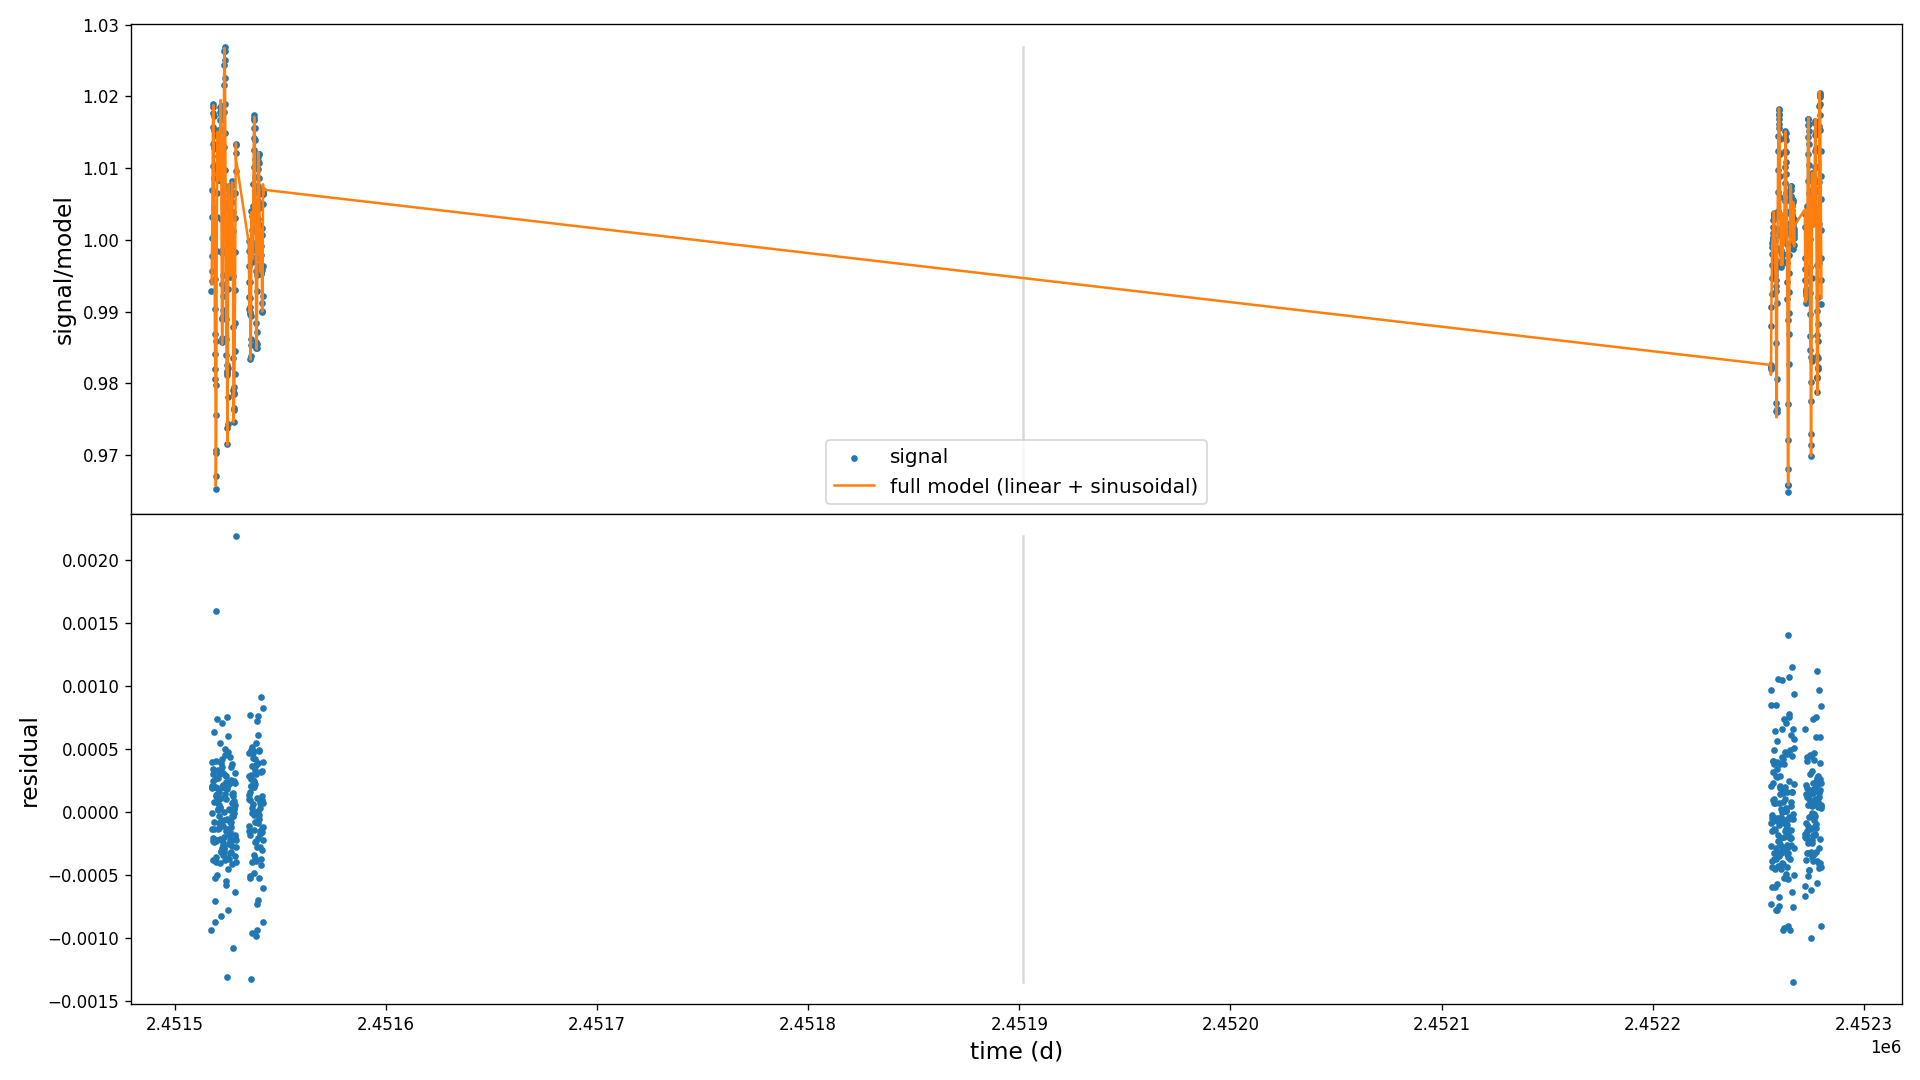 1.03
1.02
1.01
1.00
0.99
0.98
0.97
signal/model
signal
full model (linear + sinusoidal)
0.0020
0.0015
0.0010
0.0005
0.0000
−0.0005
−0.0010
−0.0015
residual
2.4515 2.4516 2.4517 2.4518 2.4519 2.4520 2.4521 2.4522 2.4523
1e6
time (d)